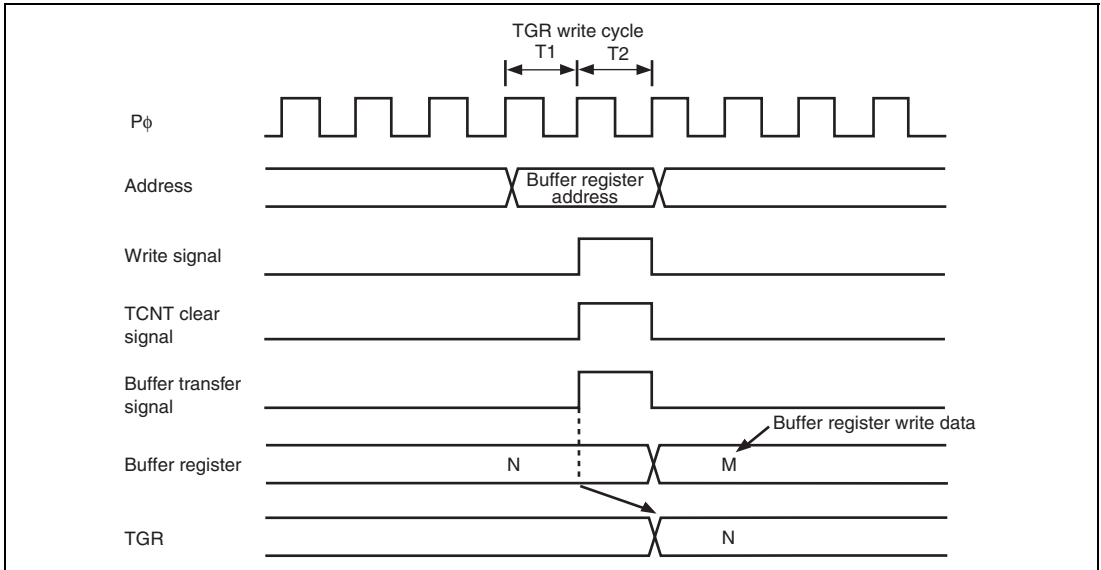 TGR write cycle
T1 T2
Pφ
Address
Buffer register
address
Write signal
TCNT clear
signal
Buffer transfer
signal
Buffer register write data
Buffer register
N M
TGR
N